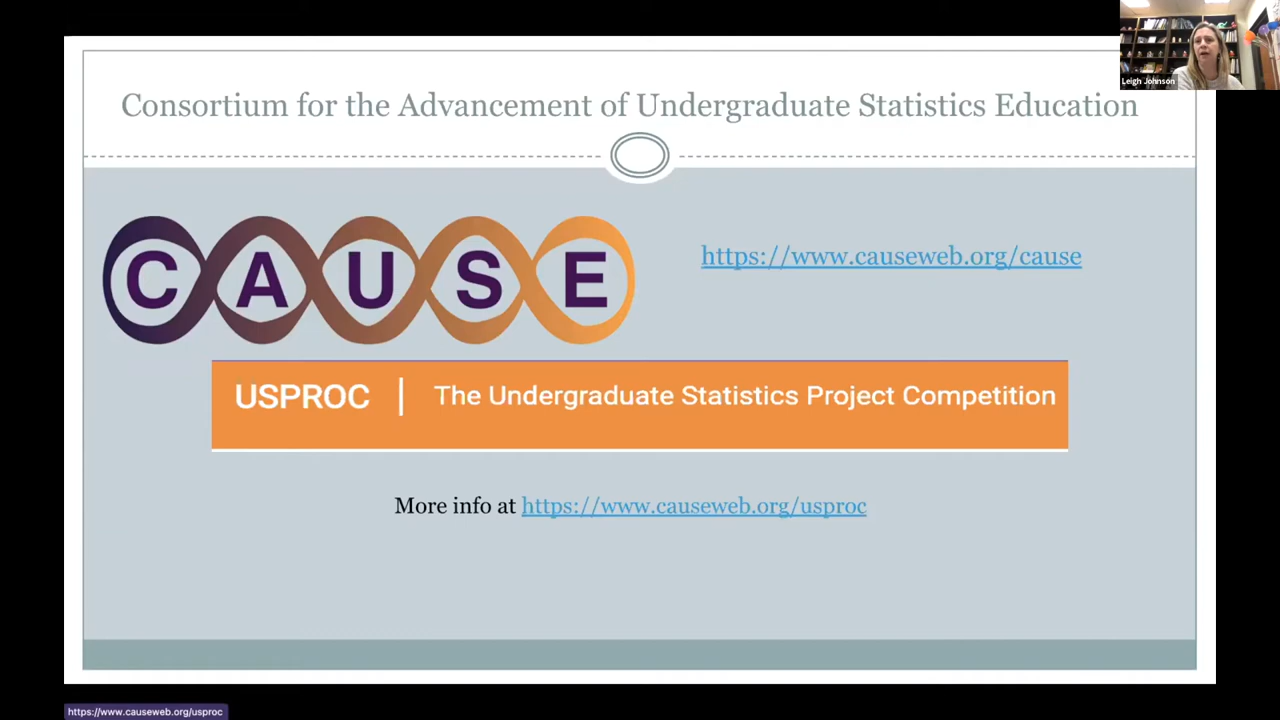 Leigh Johnson
Consortium for the Advancement of Undergraduate Statistics Education
CAUSE
https://www.causeweb.org/cause
USPROC | The Undergraduate Statistics Project Competition
More info at https://www.causeweb.org/usproc
https://www.causeweb.org/usproc